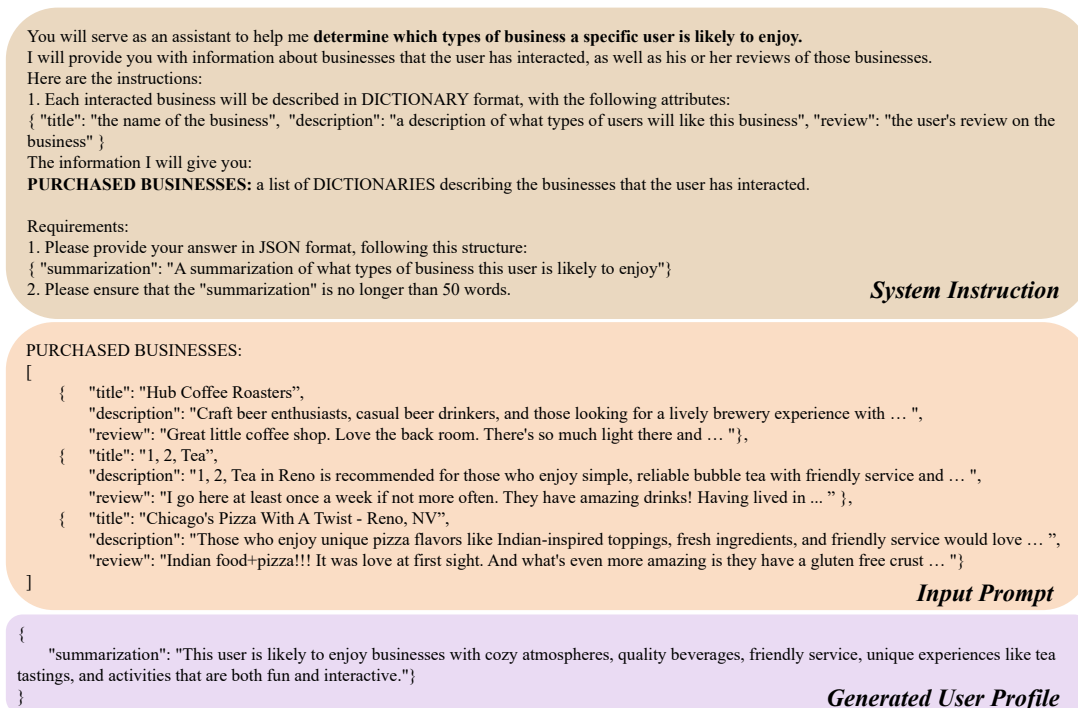 You will serve as an assistant to help me determine which types of business a specific user is likely to enjoy.
I will provide you with information about businesses that the user has interacted, as well as his or her reviews of those businesses.
Here are the instructions:
1. Each interacted business will be described in DICTIONARY format, with the following attributes:
{ "title": "the name of the business", "description": "a description of what types of users will like this business", "review": "the user's review on the
business" }
The information I will give you:
PURCHASED BUSINESSES: a list of DICTIONARIES describing the businesses that the user has interacted.
Requirements:
1. Please provide your answer in JSON format, following this structure:
{ "summarization": "A summarization of what types of business this user is likely to enjoy"}
2. Please ensure that the "summarization" is no longer than 50 words.
System Instruction
PURCHASED BUSINESSES:
[
{ "title": "Hub Coffee Roasters”,
"description": "Craft beer enthusiasts, casual beer drinkers, and those looking for a lively brewery experience with … ",
"review": "Great little coffee shop. Love the back room. There's so much light there and … "},
{ "title": "1, 2, Tea”,
"description": "1, 2, Tea in Reno is recommended for those who enjoy simple, reliable bubble tea with friendly service and … ",
"review": "I go here at least once a week if not more often. They have amazing drinks! Having lived in ... ” },
{ "title": "Chicago's Pizza With A Twist - Reno, NV”,
"description": "Those who enjoy unique pizza flavors like Indian-inspired toppings, fresh ingredients, and friendly service would love … ”,
"review": "Indian food+pizza!!! It was love at first sight. And what's even more amazing is they have a gluten free crust … "}
]
Input Prompt
{
"summarization": "This user is likely to enjoy businesses with cozy atmospheres, quality beverages, friendly service, unique experiences like tea
tastings, and activities that are both fun and interactive."}
}
Generated User Profile